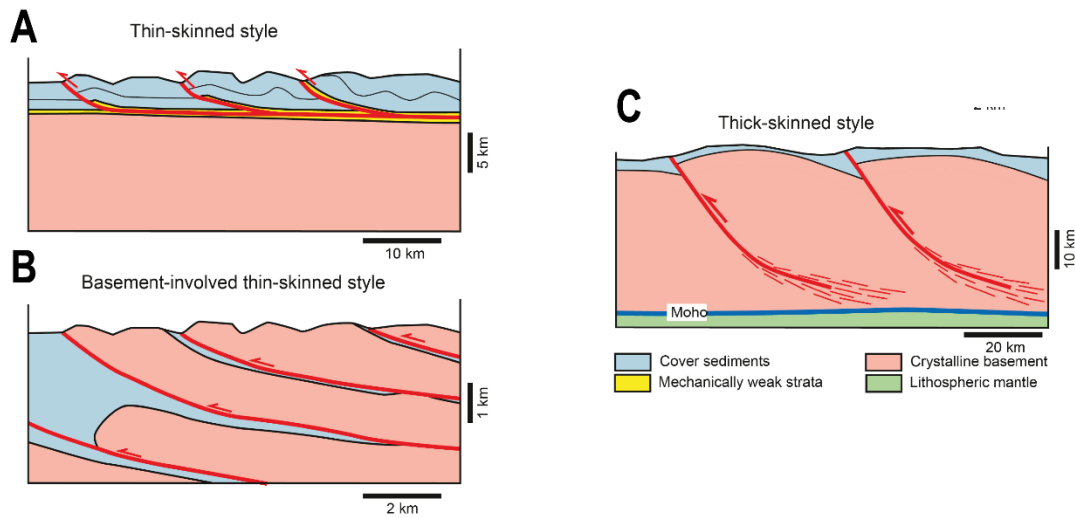 A
Thin-skinned style
5 km
10 km
B
Basement-involved thin-skinned style
1 km
2 km
C
Thick-skinned style
10 km
Moho
20 km
Cover sediments
Crystalline basement
Mechanically weak strata
Lithospheric mantle